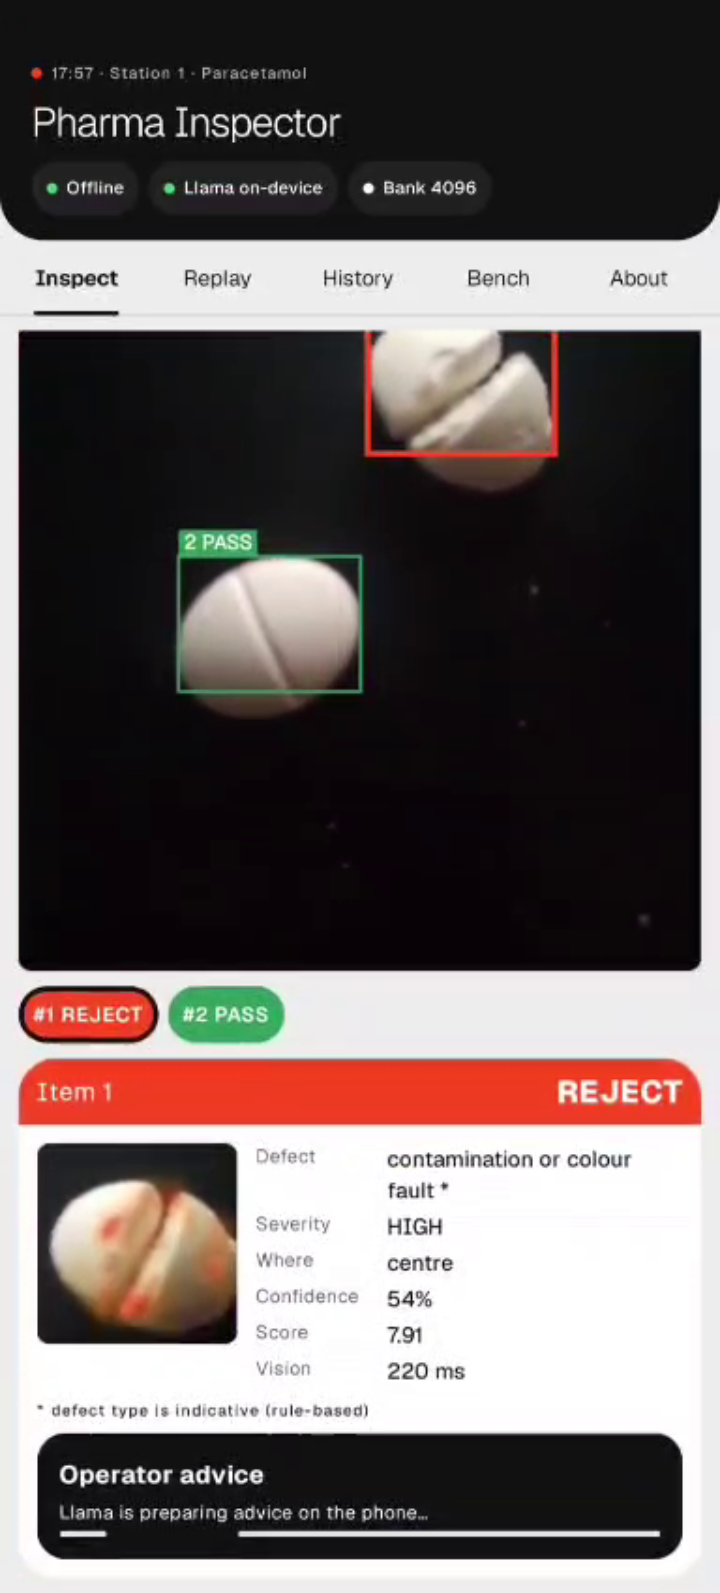 17:57 · Station 1 · Paracetamol
Pharma Inspector
Offline
Llama on-device
Bank 4096
Inspect
Replay
History
Bench
About
2 PASS
#1 REJECT
#2 PASS
Item 1
REJECT
Defect
contamination or colour
fault *
Severity
HIGH
Where
centre
Confidence
54%
Score
7.91
Vision
220 ms
* defect type is indicative (rule-based)
Operator advice
Llama is preparing advice on the phone…